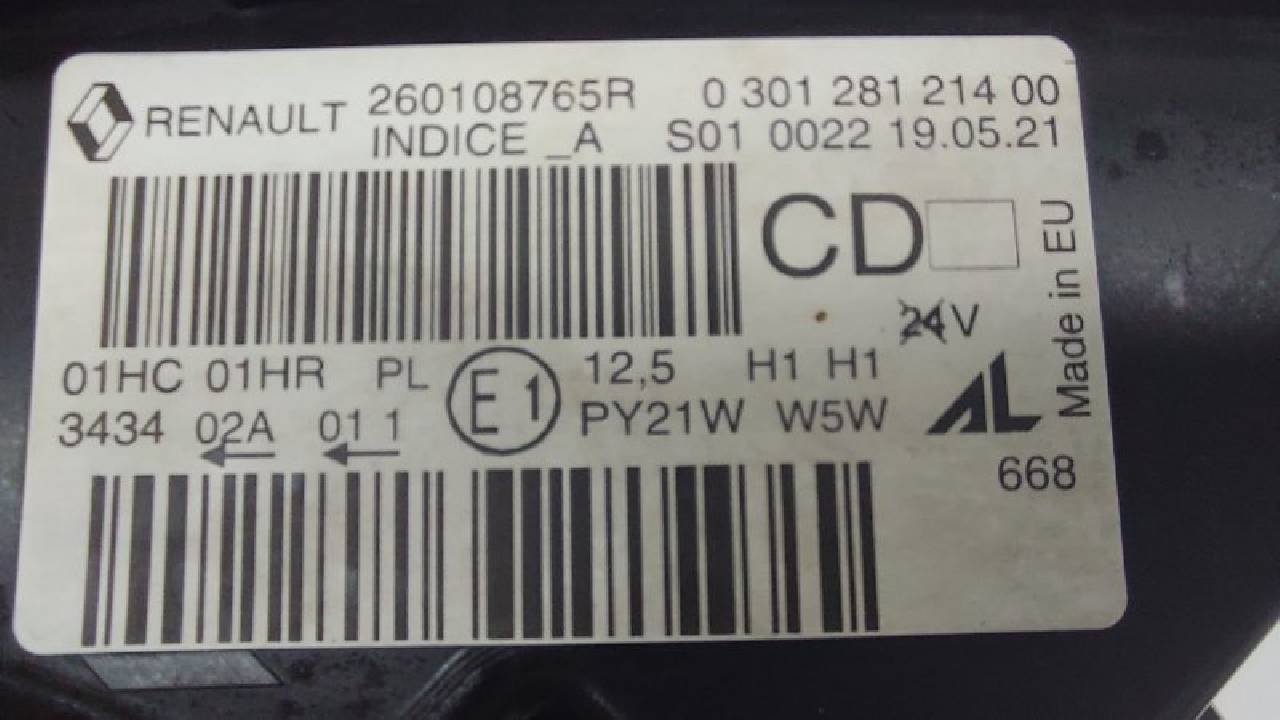 RENAULT 260108765R 0 301 281 214 00
INDICE _A S01 0022 19.05.21
CD
24V
Made in EU
01HC 01HR PL E1 12,5 H1 H1
3434 02A 01 1 PY21W W5W
AL
668